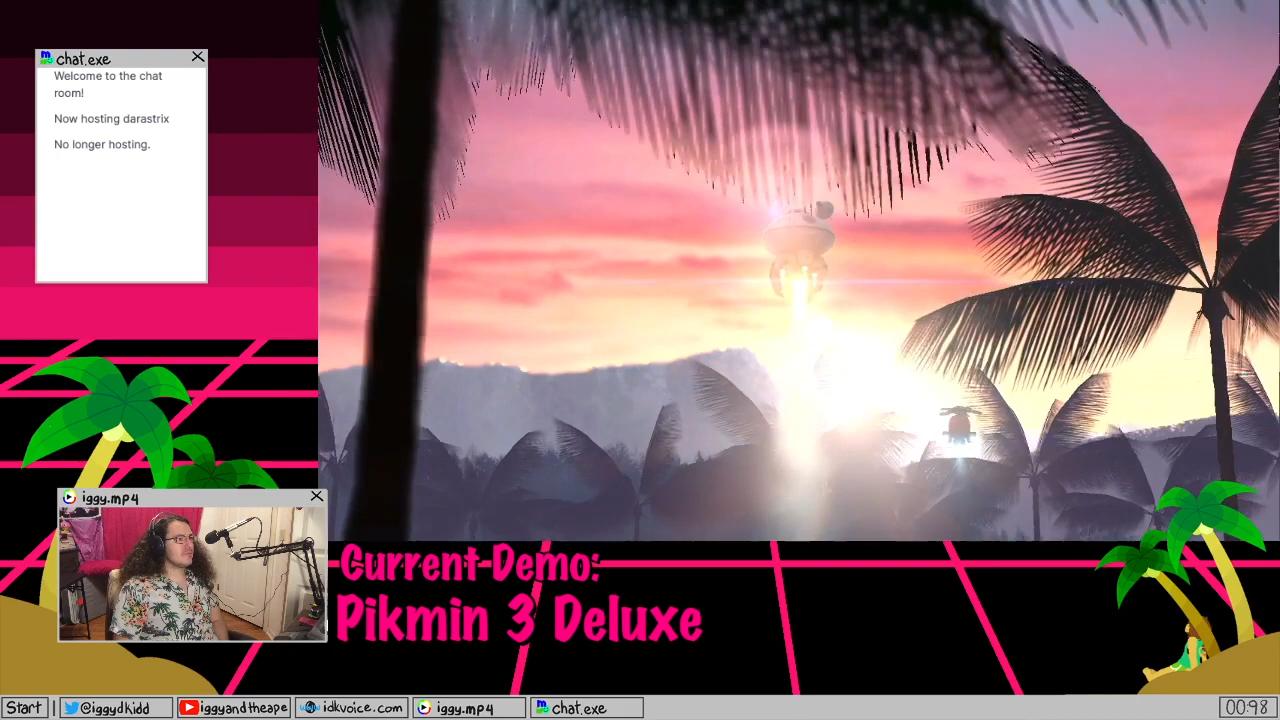 chat.exe
Welcome to the chat
room!
Now hosting darastrix
No longer hosting.
iggy.mp4
Current Demo:
Pikmin 3 Deluxe
Start | @iggydkidd iggyandtheape www idkvoice.com iggy.mp4 chat.exe 00:98